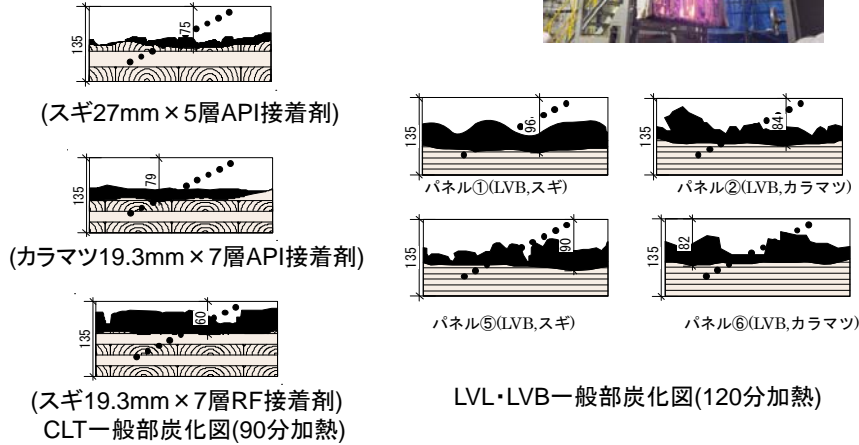 135
75
(スギ27mm×5層API接着剤)
135
79
(カラマツ19.3mm×7層API接着剤)
135
60
(スギ19.3mm×7層RF接着剤)
CLT一般部炭化図(90分加熱)
135
96
パネル①(LVB,スギ)
135
84
パネル②(LVB,カラマツ)
135
90
パネル⑤(LVB,スギ)
135
82
パネル⑥(LVB,カラマツ)
LVL・LVB一般部炭化図(120分加熱)